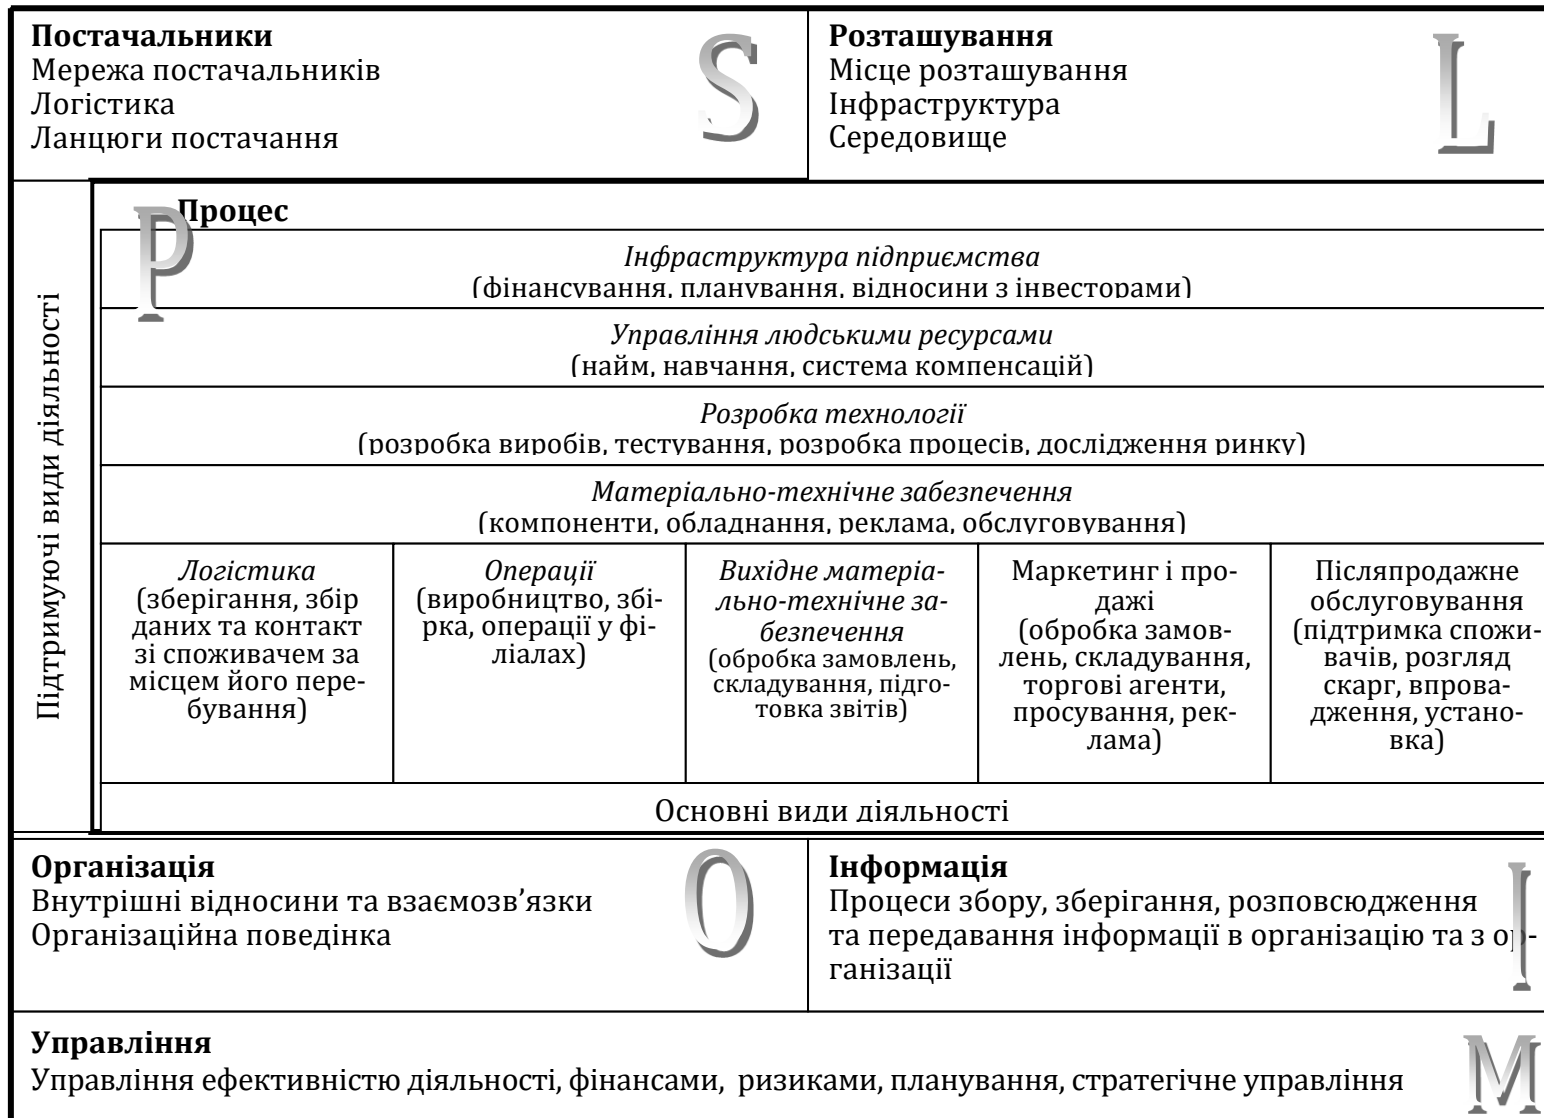 Постачальники
Мережа постачальників
Логістика
Ланцюги постачання
S
Розташування
Місце розташування
Інфраструктура
Середовище
L
Підтримуючі види діяльності
P
Процес
Інфраструктура підприємства
(фінансування, планування, відносини з інвесторами)
Управління людськими ресурсами
(найм, навчання, система компенсацій)
Розробка технології
(розробка виробів, тестування, розробка процесів, дослідження ринку)
Матеріально-технічне забезпечення
(компоненти, обладнання, реклама, обслуговування)
Логістика
(зберігання, збір
даних та контакт
зі споживачем за
місцем його пере-
бування)
Операції
(виробництво, збі-
рка, операції у фі-
ліалах)
Вихідне матеріа-
льно-технічне за-
безпечення
(обробка замовлень,
складування, підго-
товка звітів)
Маркетинг і про-
дажі
(обробка замов-
лень, складування,
торгові агенти,
просування, рек-
лама)
Післяпродажне
обслуговування
(підтримка спожи-
вачів, розгляд
скарг, впрова-
дження, устано-
вка)
Основні види діяльності
Організація
Внутрішні відносини та взаємозв’язки
Організаційна поведінка
O
Інформація
Процеси збору, зберігання, розповсюдження
та передавання інформації в організацію та з ор-
ганізації
I
Управління
Управління ефективністю діяльності, фінансами, ризиками, планування, стратегічне управління
M